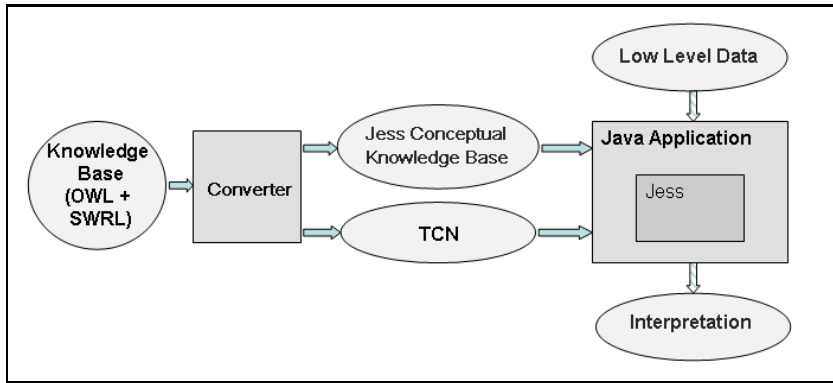 Low Level Data
Knowledge
Base
(OWL +
SWRL)
Converter
Jess Conceptual
Knowledge Base
TCN
Java Application
Jess
Interpretation